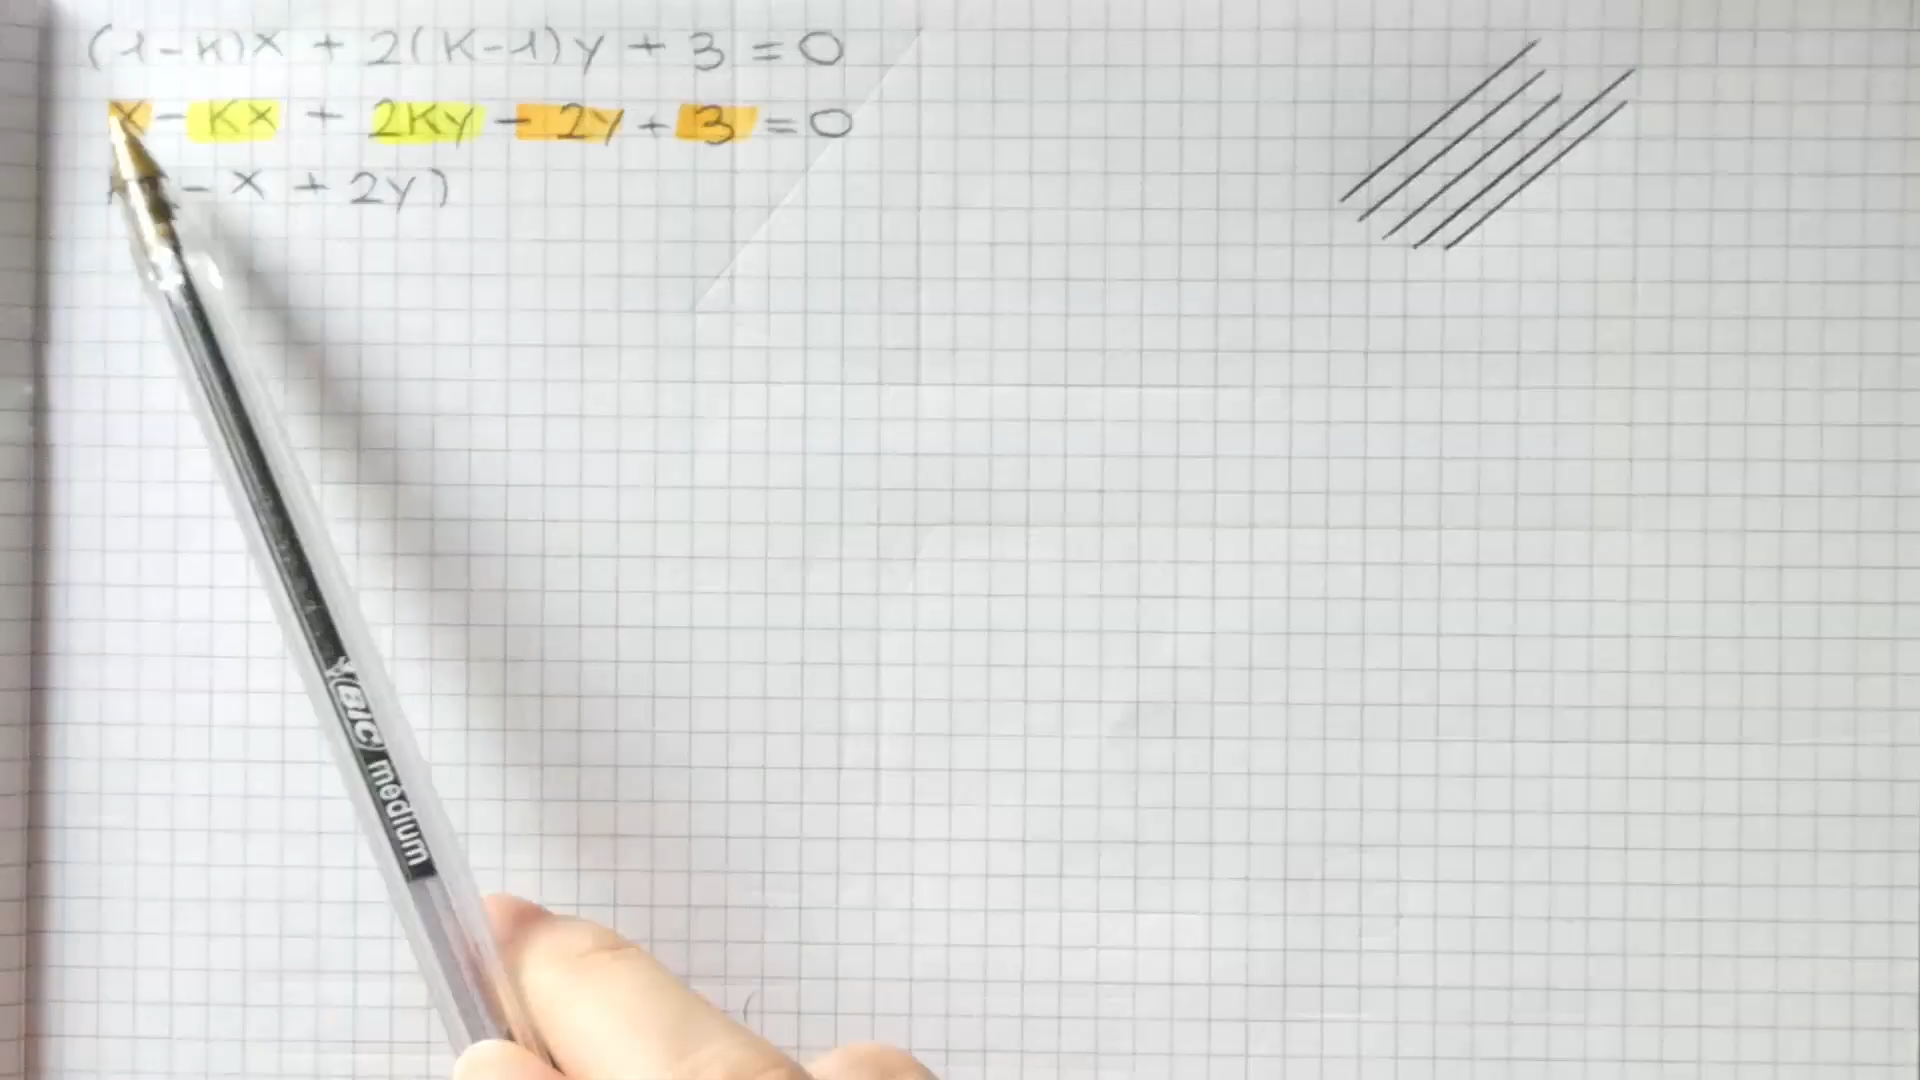 (1-k)x + 2(k-1)y + 3 = 0
x - kx + 2ky - 2y + 3 = 0
- x + 2y)
BIC medium